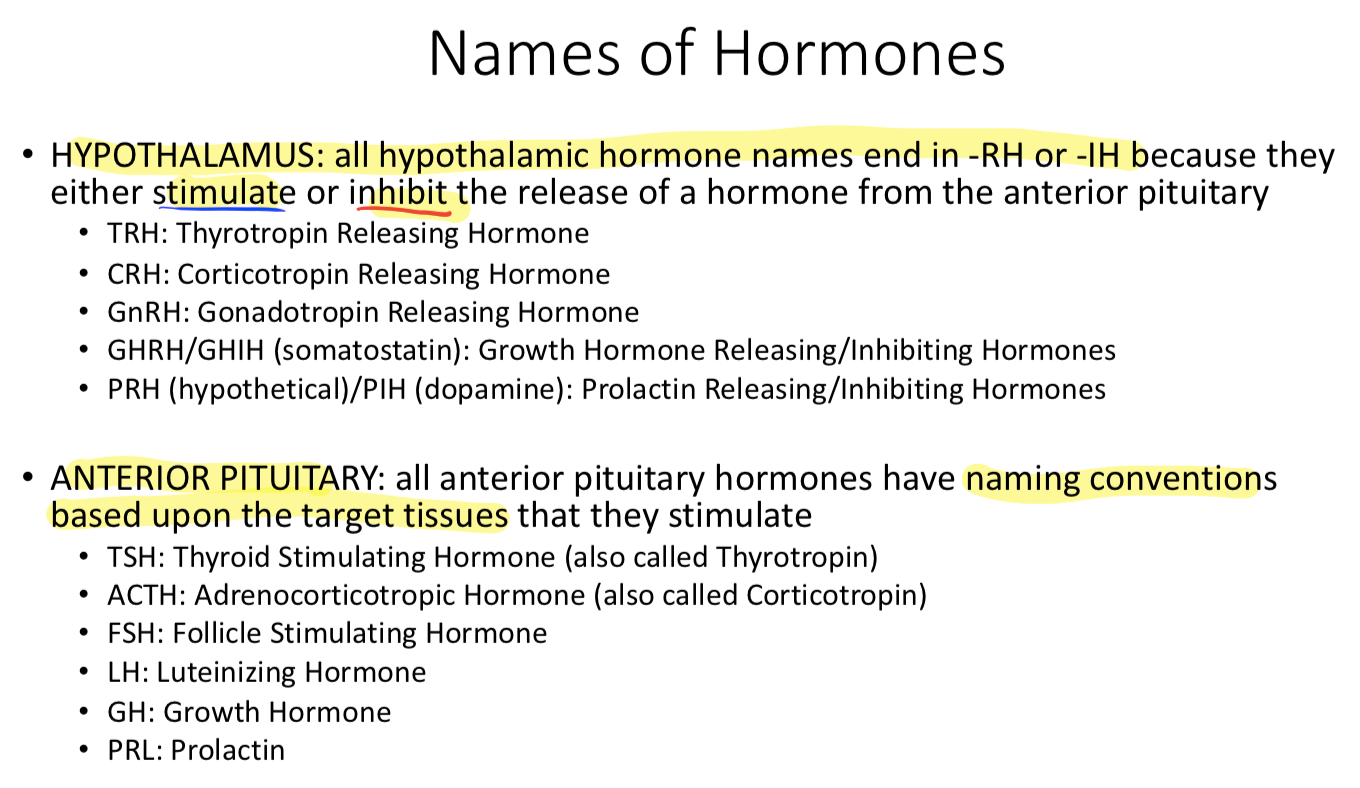 Names of Hormones
• HYPOTHALAMUS: all hypothalamic hormone names end in -RH or -IH because they
either stimulate or inhibit the release of a hormone from the anterior pituitary
• TRH: Thyrotropin Releasing Hormone
• CRH: Corticotropin Releasing Hormone
• GnRH: Gonadotropin Releasing Hormone
• GHRH/GHIH (somatostatin): Growth Hormone Releasing/Inhibiting Hormones
• PRH (hypothetical)/PIH (dopamine): Prolactin Releasing/Inhibiting Hormones
• ANTERIOR PITUITARY: all anterior pituitary hormones have naming conventions
based upon the target tissues that they stimulate
• TSH: Thyroid Stimulating Hormone (also called Thyrotropin)
• ACTH: Adrenocorticotropic Hormone (also called Corticotropin)
• FSH: Follicle Stimulating Hormone
• LH: Luteinizing Hormone
• GH: Growth Hormone
• PRL: Prolactin